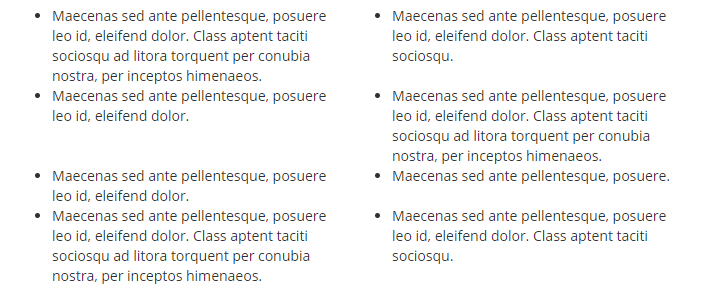 Maecenas sed ante pellentesque, posuere
leo id, eleifend dolor. Class aptent taciti
sociosqu ad litora torquent per conubia
nostra, per inceptos himenaeos.
Maecenas sed ante pellentesque, posuere
leo id, eleifend dolor. Class aptent taciti
sociosqu.
Maecenas sed ante pellentesque, posuere
leo id, eleifend dolor.
Maecenas sed ante pellentesque, posuere
leo id, eleifend dolor. Class aptent taciti
sociosqu ad litora torquent per conubia
nostra, per inceptos himenaeos.
Maecenas sed ante pellentesque, posuere
leo id, eleifend dolor.
Maecenas sed ante pellentesque, posuere.
Maecenas sed ante pellentesque, posuere
leo id, eleifend dolor. Class aptent taciti
sociosqu ad litora torquent per conubia
nostra, per inceptos himenaeos.
Maecenas sed ante pellentesque, posuere
leo id, eleifend dolor. Class aptent taciti
sociosqu.